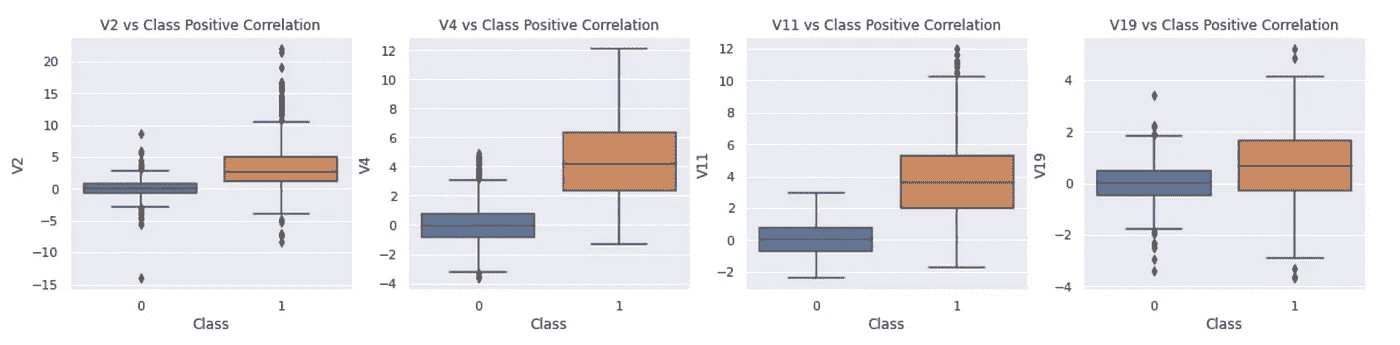 V2 vs Class Positive Correlation
V2
20
15
10
5
0
−5
−10
−15
0 1
Class
V4 vs Class Positive Correlation
V4
12
10
8
6
4
2
0
−2
−4
0 1
Class
V11 vs Class Positive Correlation
V11
12
10
8
6
4
2
0
−2
0 1
Class
V19 vs Class Positive Correlation
V19
4
2
0
−2
−4
0 1
Class